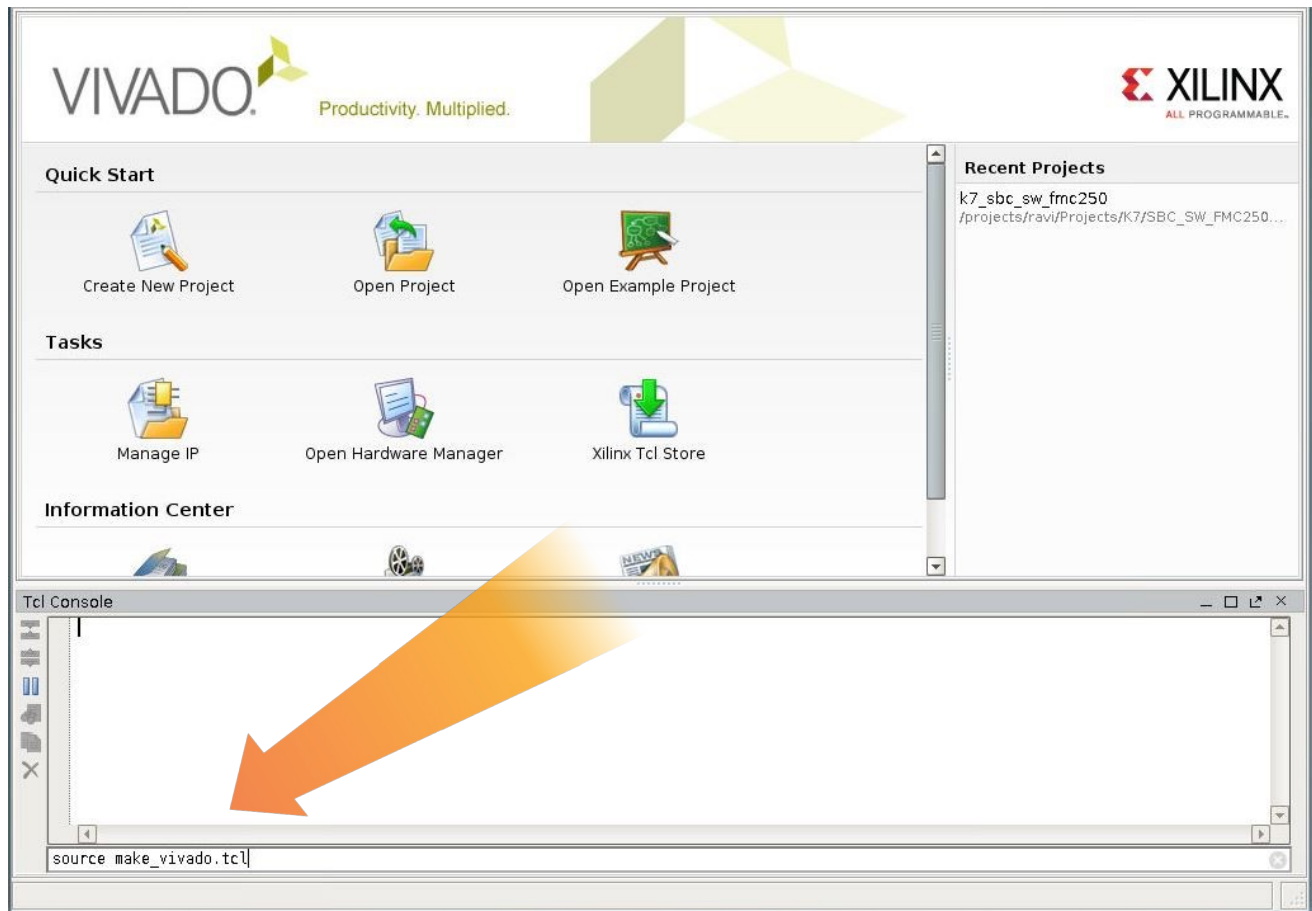 VIVADO.
Productivity. Multiplied.
XILINX
ALL PROGRAMMABLE™
Quick Start
Create New Project
Open Project
Open Example Project
Tasks
Manage IP
Open Hardware Manager
Xilinx Tcl Store
Information Center
NEWS
Recent Projects
k7_sbc_sw_fmc250
/projects/ravi/Projects/K7/SBC_SW_FMC250...
Tcl Console
source make_vivado.tcl